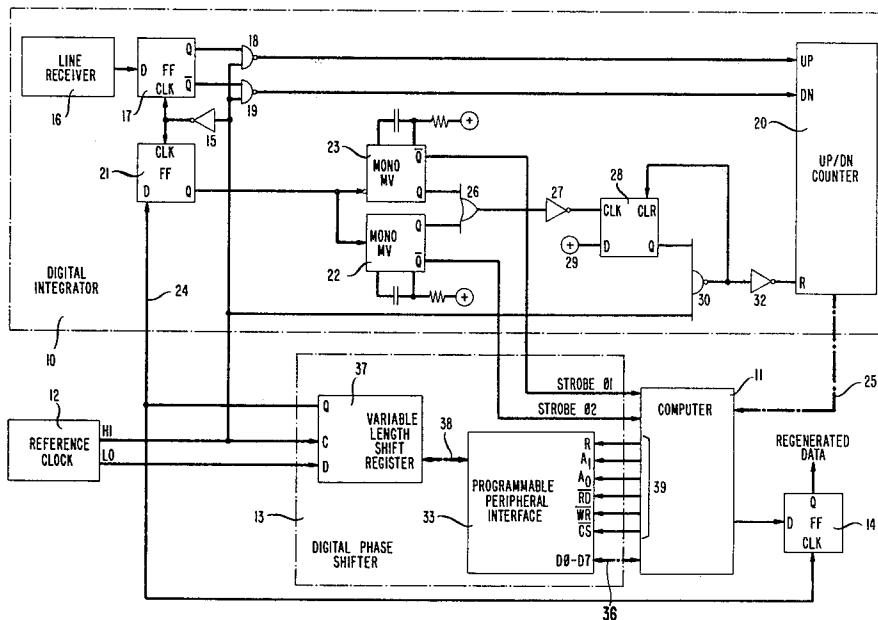 LINE RECEIVER
16
D Q
FF
Q̅
CLK
17
18
19
15
UP
DN
20
UP/DN COUNTER
R
21
CLK
FF
D Q
23
MONO MV
Q̅
Q
+
MONO MV
Q
Q̅
22
+
26
27
28
CLK CLR
D Q
+
29
30
32
DIGITAL INTEGRATOR
10
24
25
12
REFERENCE CLOCK
HI
LO
37
Q
C
D
VARIABLE LENGTH SHIFT REGISTER
38
13
DIGITAL PHASE SHIFTER
33
PROGRAMMABLE PERIPHERAL INTERFACE
STROBE Ø1
STROBE Ø2
R
A1
A0
R̅D̅
W̅R̅
C̅S̅
D0-D7
36
39
11
COMPUTER
REGENERATED DATA
Q
D FF
CLK
14